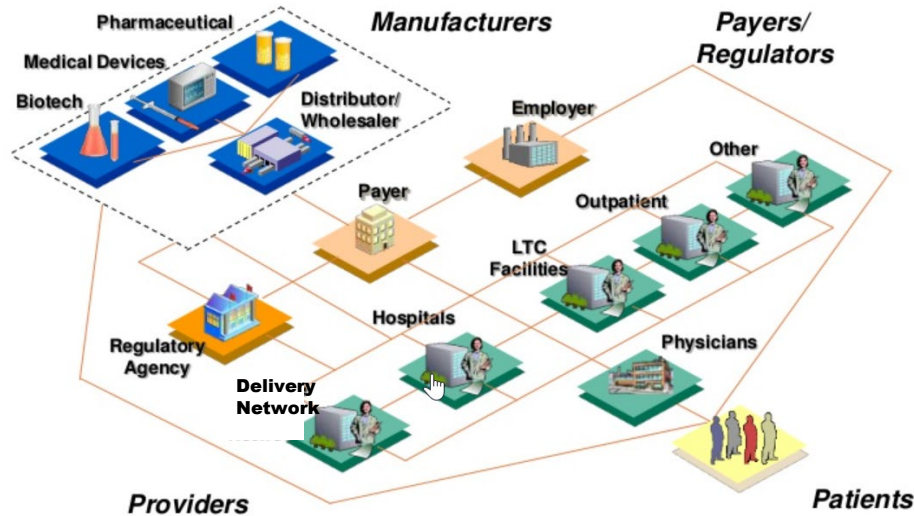 Manufacturers
Payers/
Regulators
Pharmaceutical
Medical Devices
Biotech
Distributor/
Wholesaler
Employer
Other
Payer
Outpatient
LTC
Facilities
Hospitals
Regulatory
Agency
Physicians
Delivery
Network
Providers
Patients